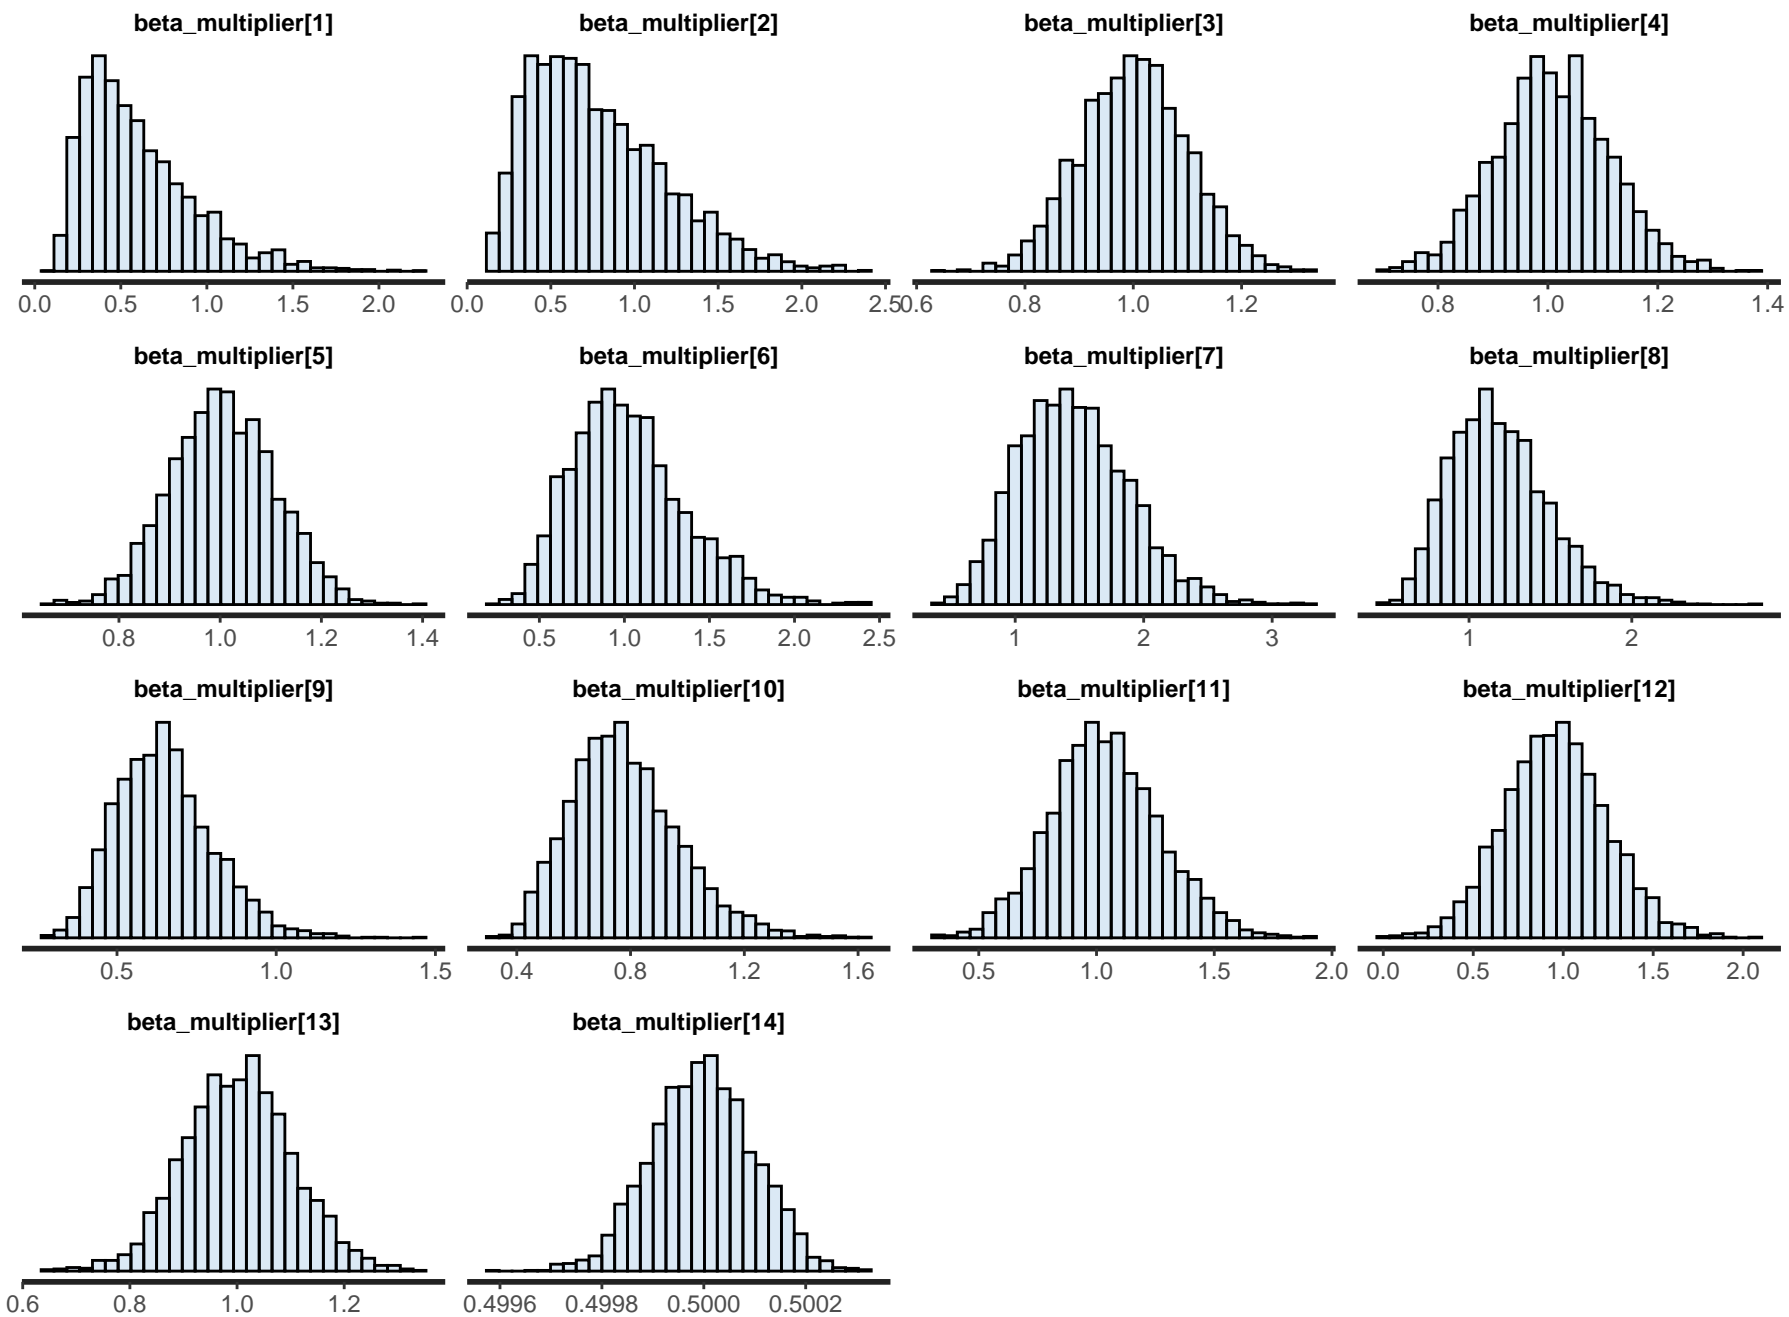 beta_multiplier[1] beta_multiplier[2] beta_multiplier[3] beta_multiplier[4]
0.0 0.5 1.0 1.5 2.0 0.0 0.5 1.0 1.5 2.0 2.5 0.6 0.8 1.0 1.2 0.8 1.0 1.2 1.4
beta_multiplier[5] beta_multiplier[6] beta_multiplier[7] beta_multiplier[8]
0.8 1.0 1.2 1.4 0.5 1.0 1.5 2.0 2.5 1 2 3 1 2
beta_multiplier[9] beta_multiplier[10] beta_multiplier[11] beta_multiplier[12]
0.5 1.0 1.5 0.4 0.8 1.2 1.6 0.5 1.0 1.5 2.0 0.0 0.5 1.0 1.5 2.0
beta_multiplier[13] beta_multiplier[14]
0.6 0.8 1.0 1.2 0.4996 0.4998 0.5000 0.5002